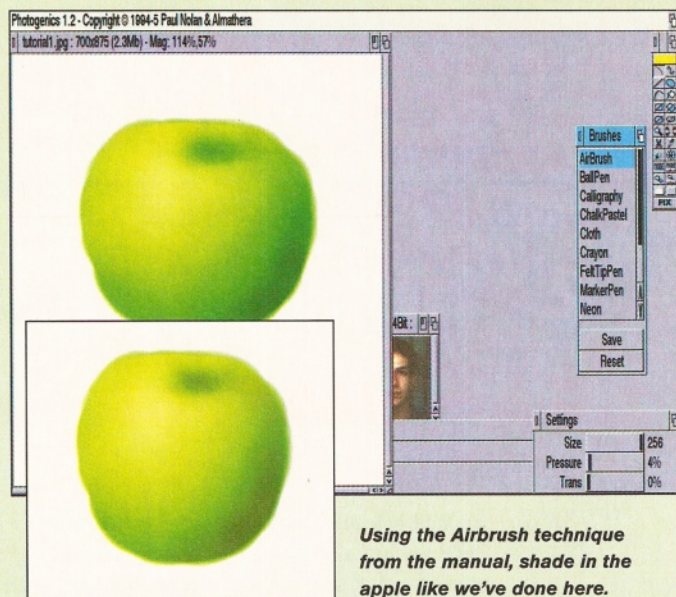 Photogenics 1.2 - Copyright © 1994-5 Paul Nolan & Almathera
tutorial1.jpg : 700x875 (2.3Mb) - Mag: 114%,57%
Brushes
AirBrush
BallPen
Calligraphy
ChalkPastel
Cloth
Crayon
FeltTipPen
MarkerPen
Neon
Save
Reset
FIX
4Bit :
Settings
Size 256
Pressure 4%
Trans 0%
Using the Airbrush technique
from the manual, shade in the
apple like we've done here.